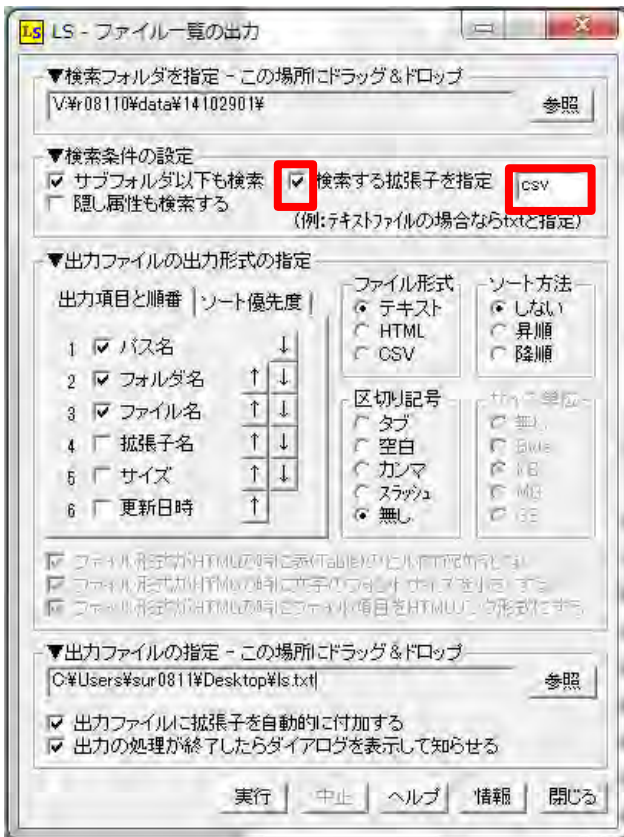 LS LS - ファイル一覧の出力
▼検索フォルダを指定 - この場所にドラッグ＆ドロップ
V:¥r08110¥data¥14102901¥
参照
▼検索条件の設定
サブフォルダ以下も検索 検索する拡張子を指定 csv
隠し属性も検索する
(例:テキストファイルの場合ならtxtと指定)
▼出力ファイルの出力形式の指定
出力項目と順番 ソート優先度
1 パス名 ↓
2 フォルダ名 ↑ ↓
3 ファイル名 ↑ ↓
4 拡張子名 ↑ ↓
5 サイズ ↑ ↓
6 更新日時 ↑
ファイル形式
テキスト
HTML
CSV
ソート方法
しない
昇順
降順
区切り記号
タブ
空白
カンマ
スラッシュ
無し
サイズ単位
無し
Byte
KB
MB
GB
▼出力ファイルの指定 - この場所にドラッグ＆ドロップ
C:¥Users¥sur0811¥Desktop¥ls.txt
参照
出力ファイルに拡張子を自動的に付加する
出力の処理が終了したらダイアログを表示して知らせる
実行 中止 ヘルプ 情報 閉じる